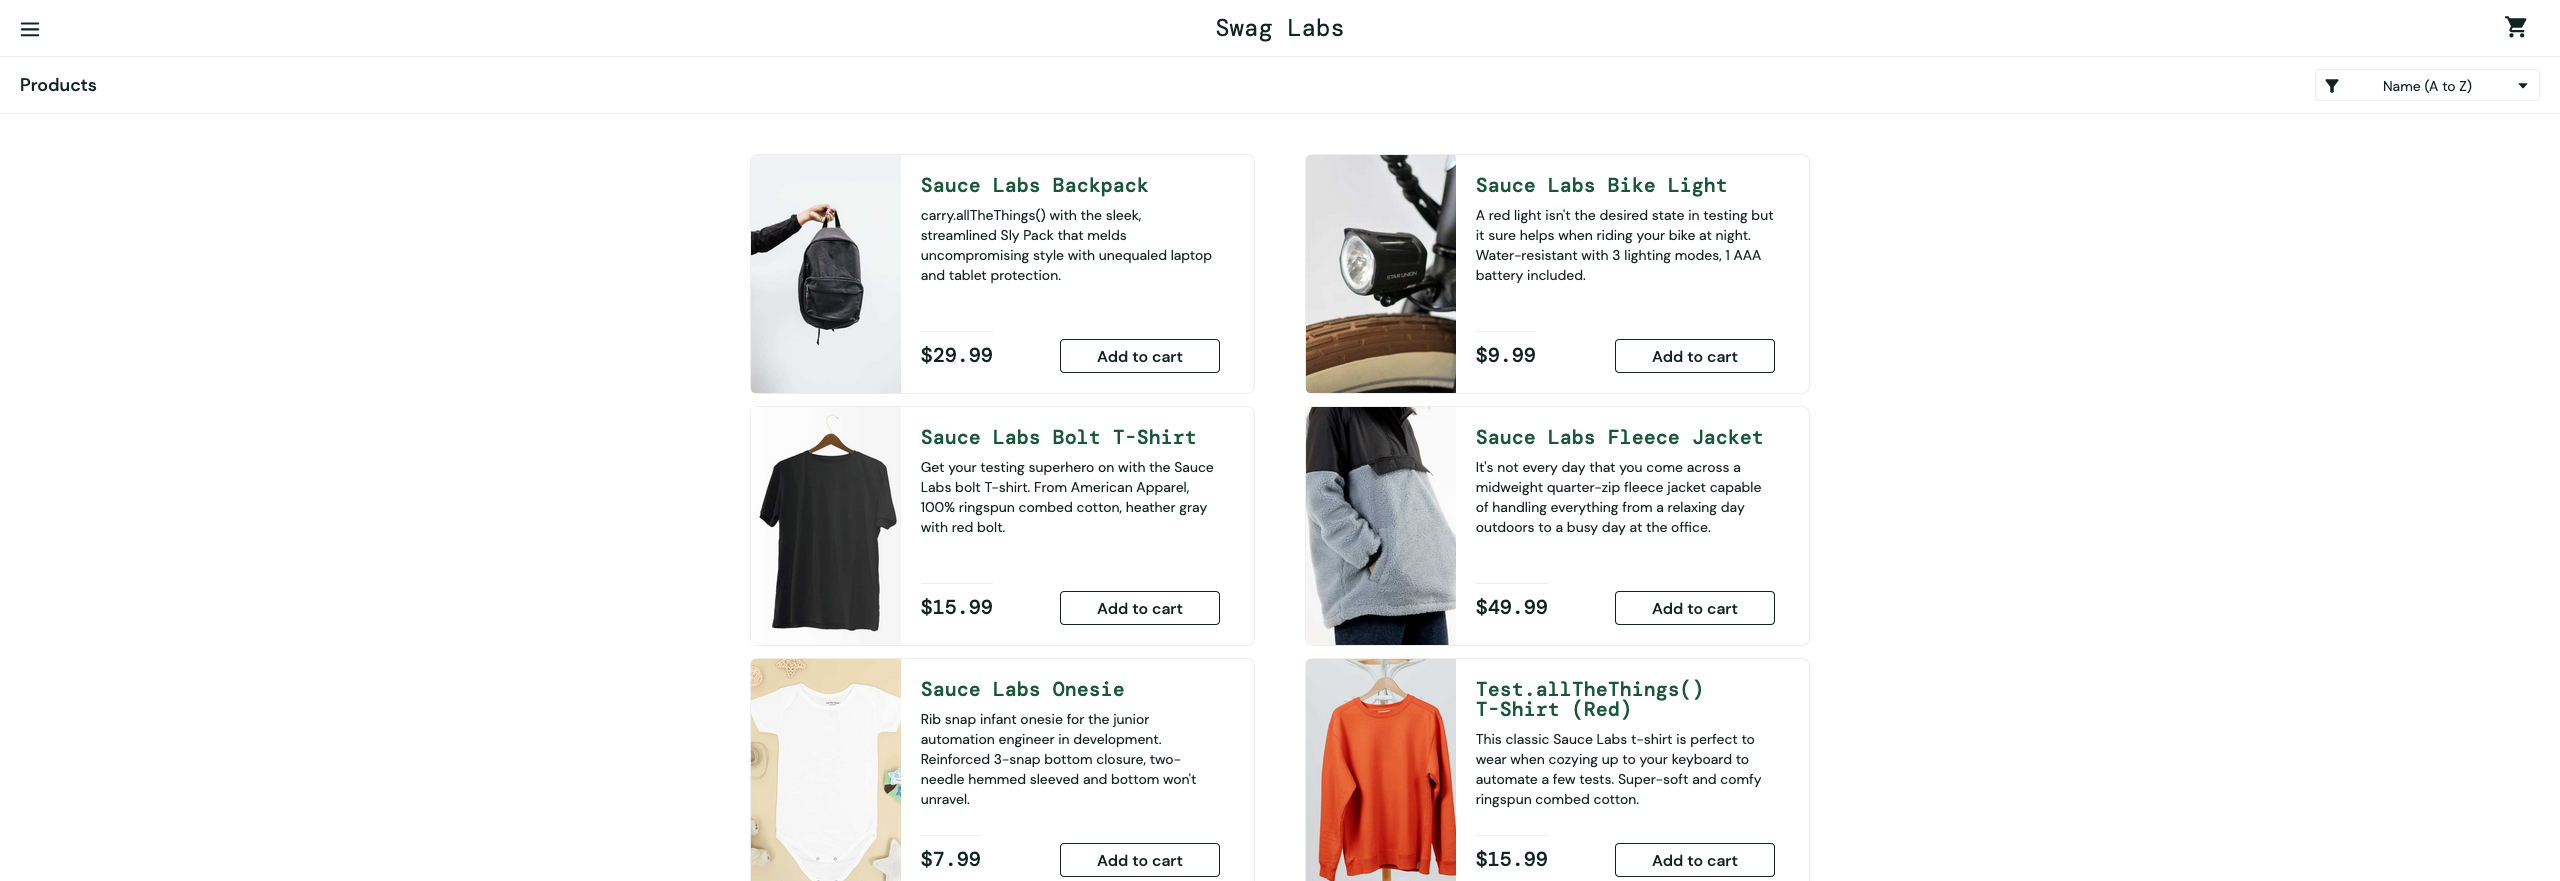 Swag Labs
Products
Name (A to Z)
Sauce Labs Backpack
carry.allTheThings() with the sleek,
streamlined Sly Pack that melds
uncompromising style with unequaled laptop
and tablet protection.
$29.99
Add to cart
Sauce Labs Bike Light
A red light isn't the desired state in testing but
it sure helps when riding your bike at night.
Water-resistant with 3 lighting modes, 1 AAA
battery included.
STAR UNION
$9.99
Add to cart
Sauce Labs Bolt T-Shirt
Get your testing superhero on with the Sauce
Labs bolt T-shirt. From American Apparel,
100% ringspun combed cotton, heather gray
with red bolt.
$15.99
Add to cart
Sauce Labs Fleece Jacket
It's not every day that you come across a
midweight quarter-zip fleece jacket capable
of handling everything from a relaxing day
outdoors to a busy day at the office.
$49.99
Add to cart
Sauce Labs Onesie
Rib snap infant onesie for the junior
automation engineer in development.
Reinforced 3-snap bottom closure, two-
needle hemmed sleeved and bottom won't
unravel.
$7.99
Add to cart
Test.allTheThings()
T-Shirt (Red)
This classic Sauce Labs t-shirt is perfect to
wear when cozying up to your keyboard to
automate a few tests. Super-soft and comfy
ringspun combed cotton.
$15.99
Add to cart